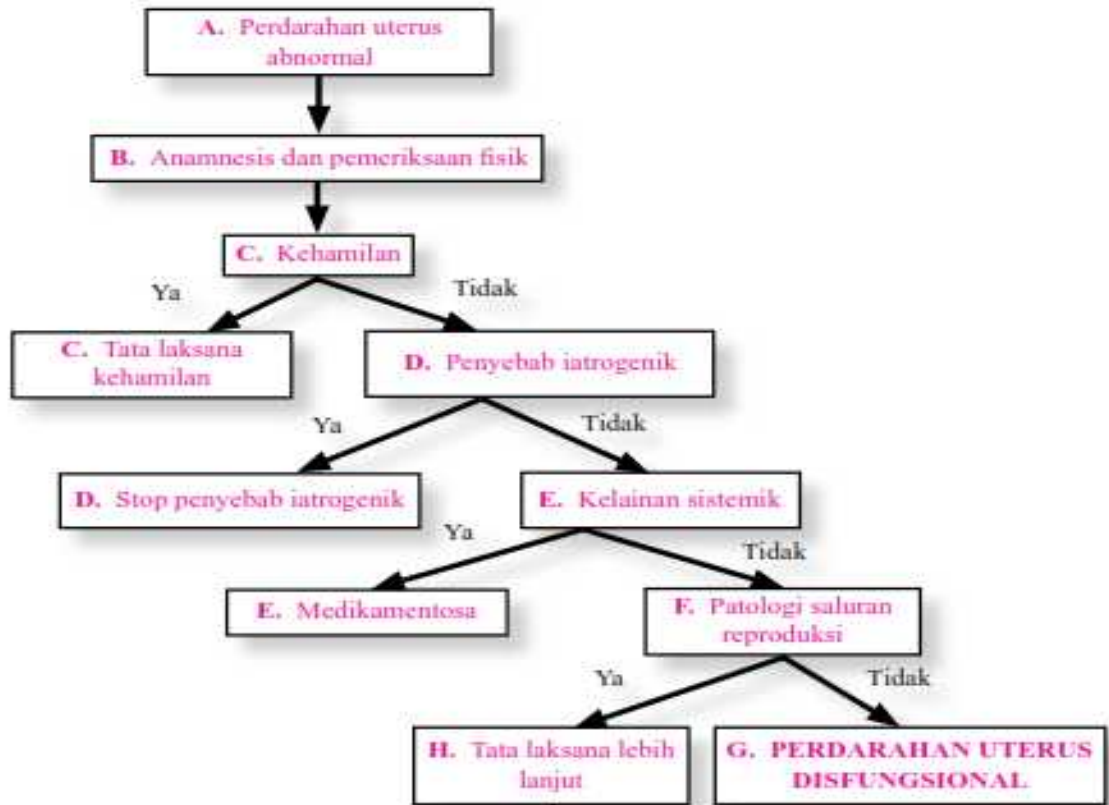 A. Perdarahan uterus
abnormal
B. Anamnesis dan pemeriksaan fisik
C. Kehamilan
Ya
Tidak
C. Tata laksana
kehamilan
D. Penyebab iatrogenik
Ya
Tidak
D. Stop penyebab iatrogenik
E. Kelainan sistemik
Ya
Tidak
E. Medikamentosa
F. Patologi saluran
reproduksi
Ya
Tidak
H. Tata laksana lebih
lanjut
G. PERDARAHAN UTERUS
DISFUNGSIONAL